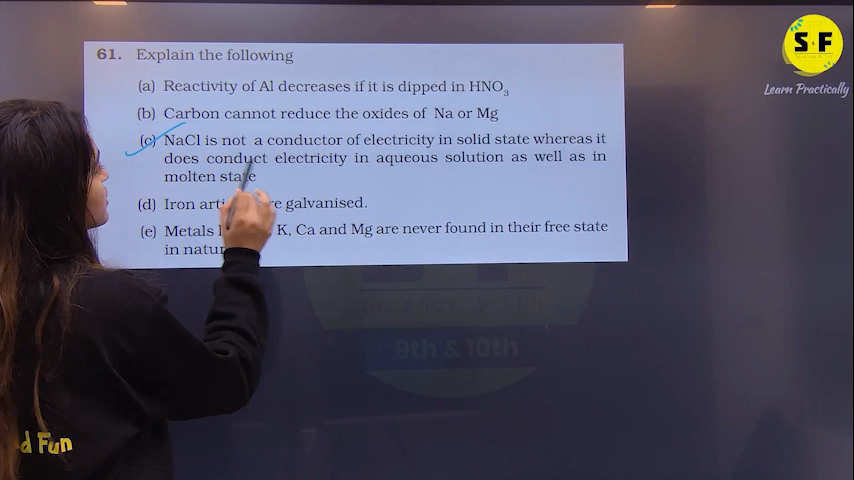 61. Explain the following
(a) Reactivity of Al decreases if it is dipped in HNO₃
(b) Carbon cannot reduce the oxides of Na or Mg
(c) NaCl is not a conductor of electricity in solid state whereas it
does conduct electricity in aqueous solution as well as in
molten state
(d) Iron galvanised.
(e) Metals K, Ca and Mg are never found in their free state
in
S F
Learn Practically
9th & 10th
d Fun